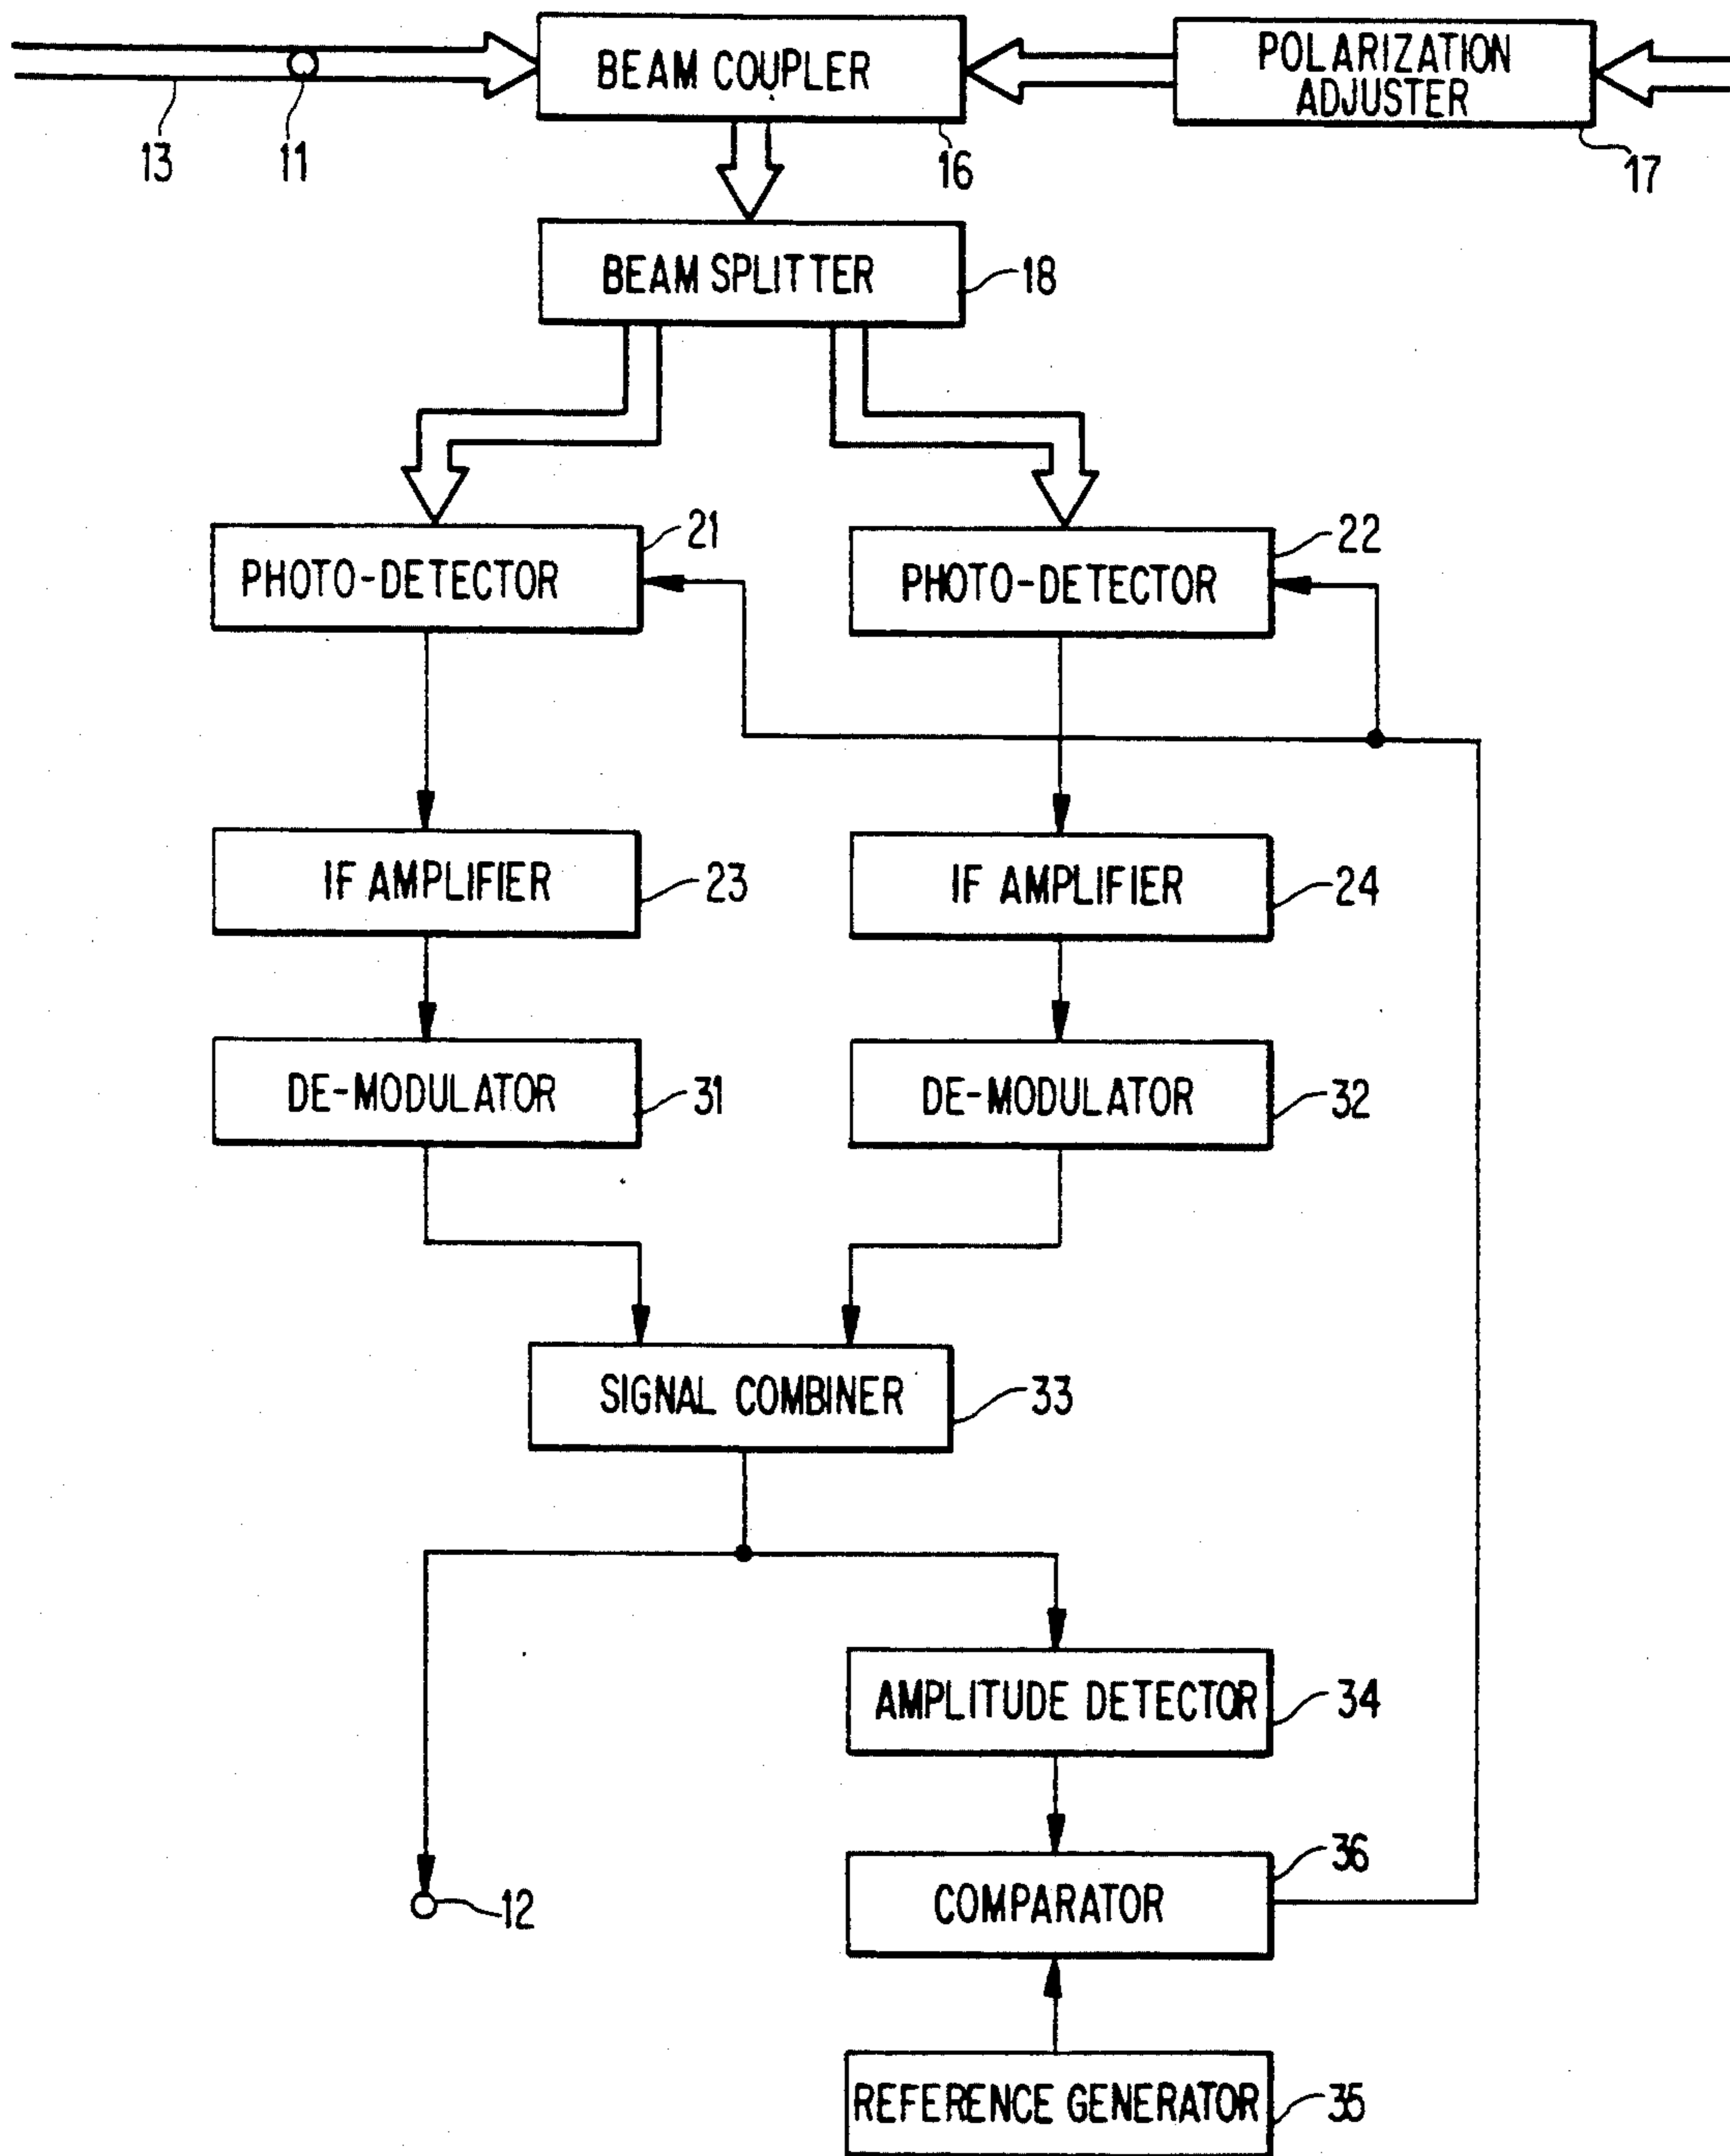 BEAM COUPLER
POLARIZATION
ADJUSTER
13
11
16
17
BEAM SPLITTER
18
21
22
PHOTO-DETECTOR
PHOTO-DETECTOR
IF AMPLIFIER
23
IF AMPLIFIER
24
DE-MODULATOR
31
DE-MODULATOR
32
SIGNAL COMBINER
33
AMPLITUDE DETECTOR
34
36
COMPARATOR
12
REFERENCE GENERATOR
35